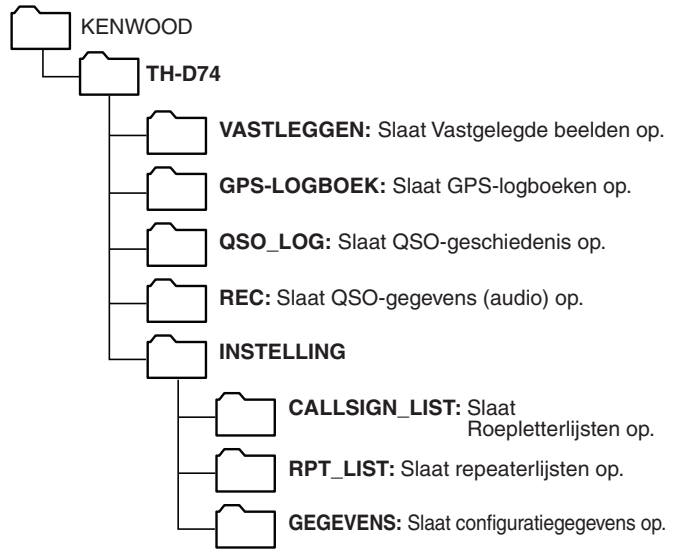 KENWOOD
TH-D74
VASTLEGGEN: Slaat Vastgelegde beelden op.
GPS-LOGBOEK: Slaat GPS-logboeken op.
QSO_LOG: Slaat QSO-geschiedenis op.
REC: Slaat QSO-gegevens (audio) op.
INSTELLING
CALLSIGN_LIST: Slaat
Roepletterlijsten op.
RPT_LIST: Slaat repeaterlijsten op.
GEGEVENS: Slaat configuratiegegevens op.